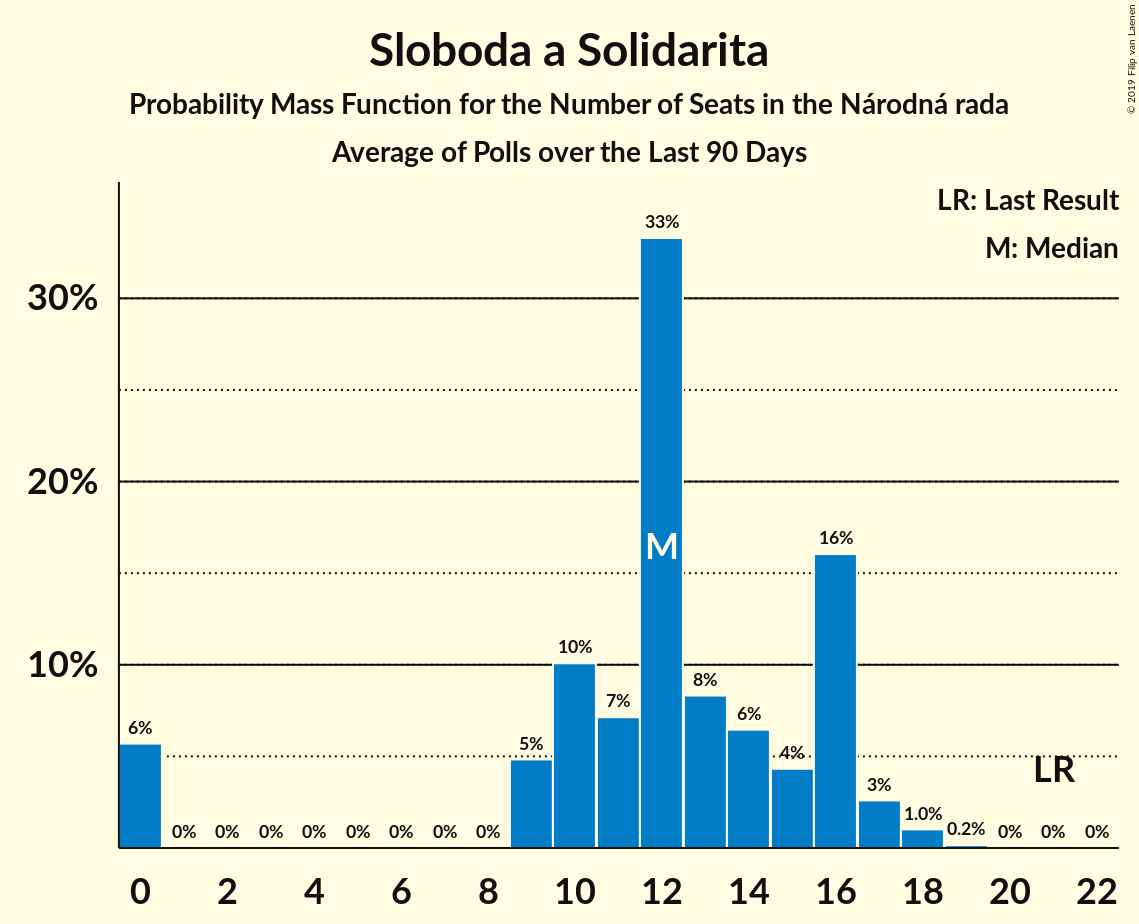 Sloboda a Solidarita
Probability Mass Function for the Number of Seats in the Národná rada
Average of Polls over the Last 90 Days
© 2019 Filip van Laenen
LR: Last Result
M: Median
30%
20%
10%
6%
0%
0%
0%
0%
0%
0%
0%
0%
5%
10%
7%
33%
M
8%
6%
4%
16%
3%
1.0%
0.2%
0%
0%
0%
LR
0 2 4 6 8 10 12 14 16 18 20 22